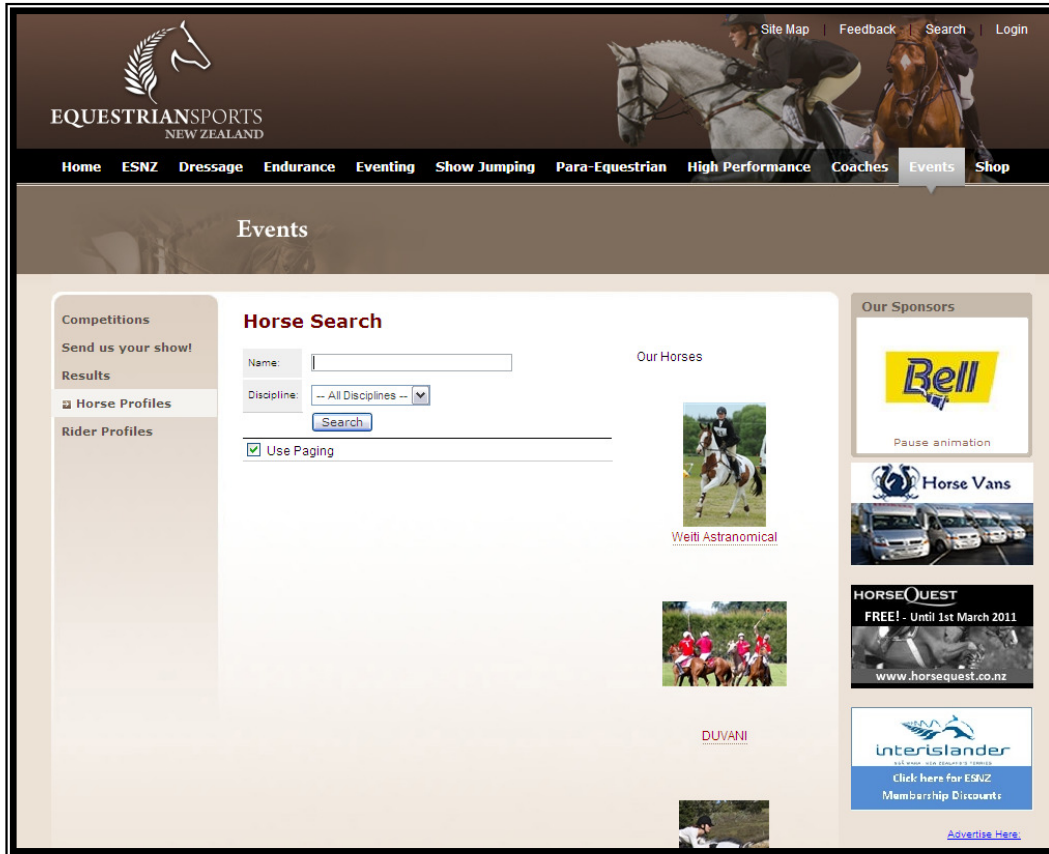 Site Map | Feedback | Search | Login
EQUESTRIANSPORTS
NEW ZEALAND
Home ESNZ Dressage Endurance Eventing Show Jumping Para-Equestrian High Performance Coaches Events Shop
Events
Competitions
Send us your show!
Results
Horse Profiles
Rider Profiles
Horse Search
Name:
Discipline: -- All Disciplines --
Search
Use Paging
Our Horses
Weiti Astranomical
DUVANI
Our Sponsors
Bell
Pause animation
Horse Vans
HORSEQUEST
FREE! - Until 1st March 2011
www.horsequest.co.nz
interislander
Click here for ESNZ
Membership Discounts
Advertise Here: